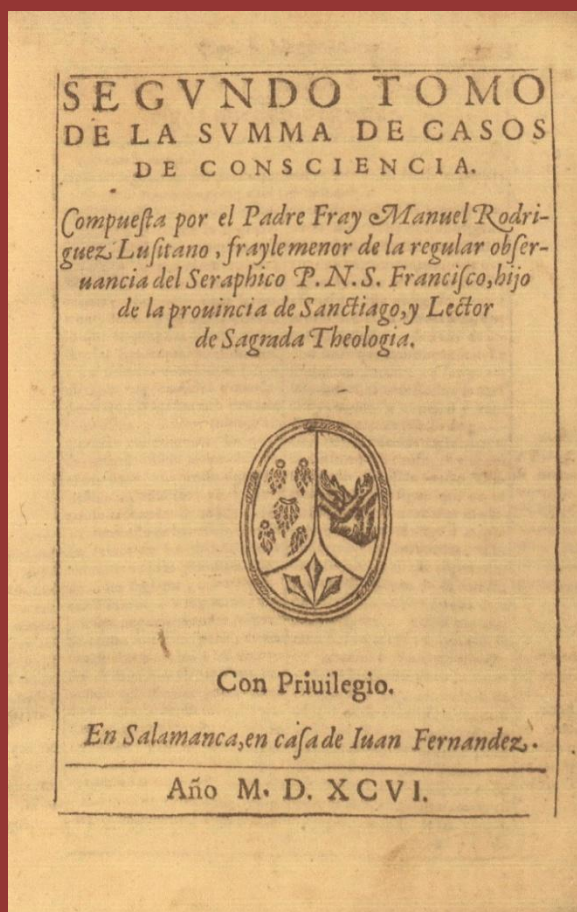 SEGVNDO TOMO
DE LA SVMMA DE CASOS
DE CONSCIENCIA.
Compueſta por el Padre Fray Manuel Rodri-
guez Luſitano, frayle menor de la regular obſer-
uancia del Seraphico P. N. S. Franciſco, hijo
de la prouincia de Sanctiago, y Lector
de Sagrada Theologia.
Con Priuilegio.
En Salamanca, en caſa de Iuan Fernandez.
Año M. D. XCVI.